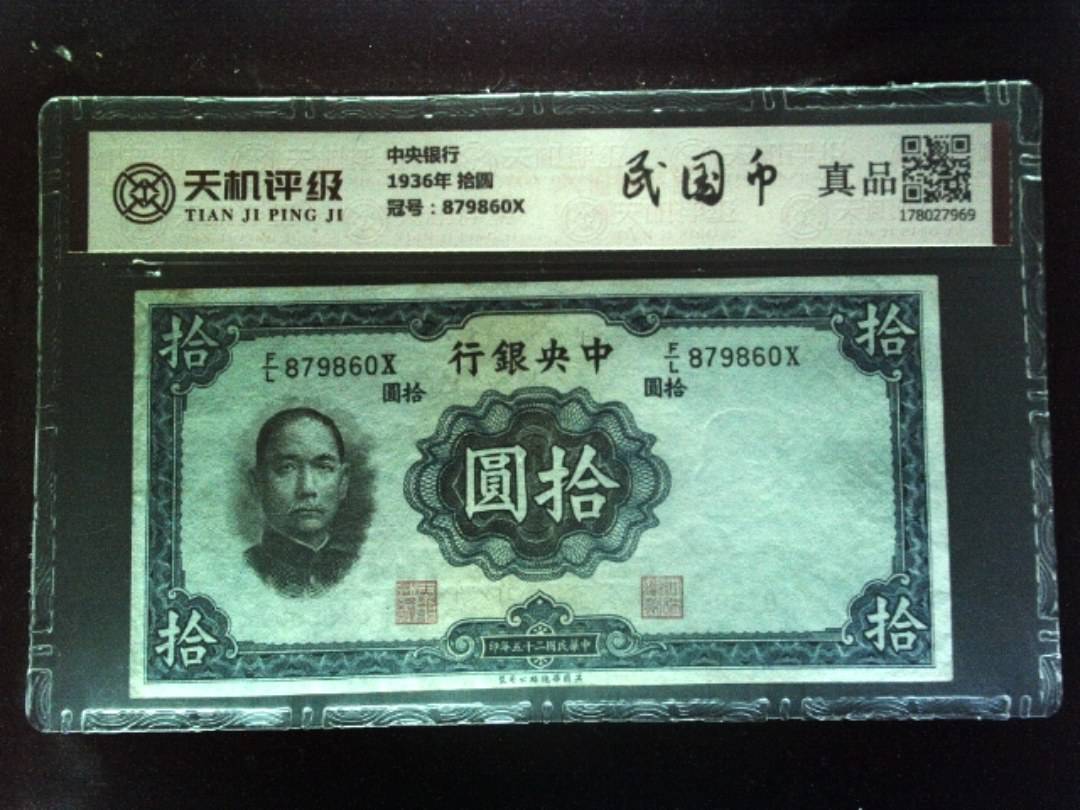 天机评级
TIAN JI PING JI
中央银行
1936年 拾圆
冠号：879860X
民国币
真品
178027969
拾
拾
F/L 879860X
行銀央中
F/L 879860X
圓拾
圓拾
圓拾
拾
拾
印年五十二國民華中